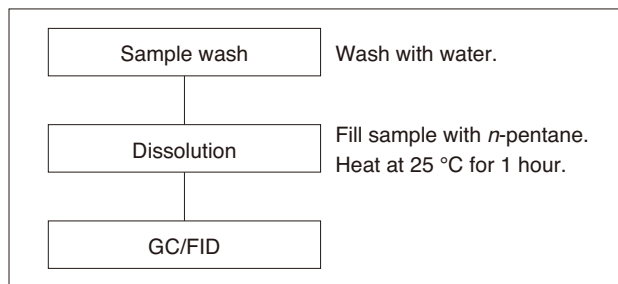 Sample wash
Wash with water.
Dissolution
Fill sample with n-pentane.
Heat at 25 °C for 1 hour.
GC/FID